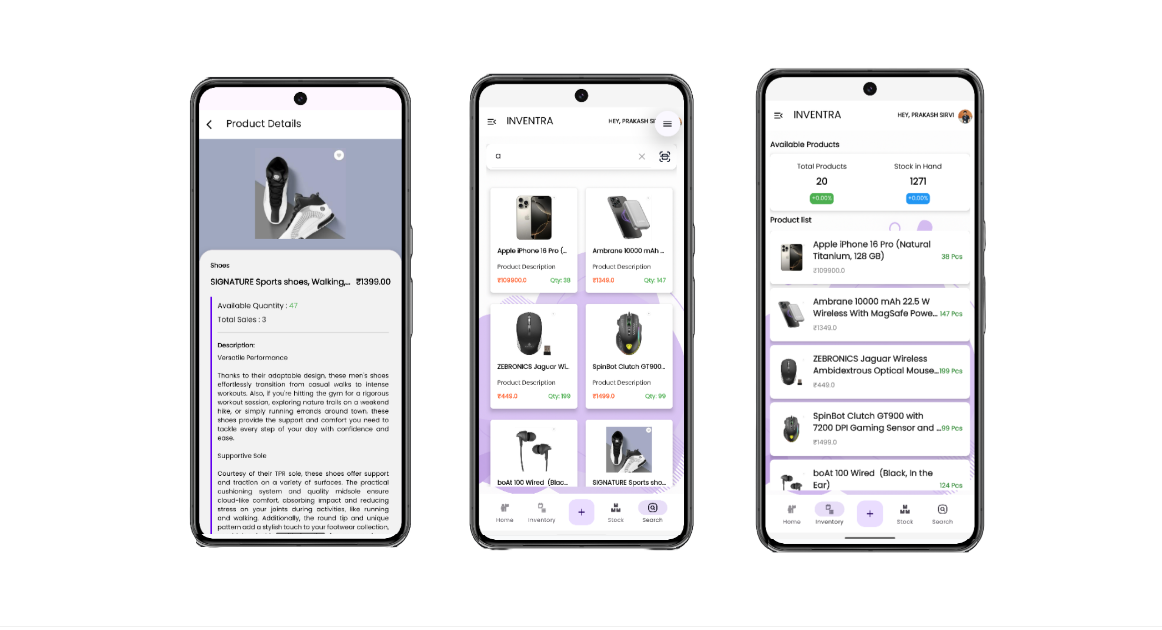 Product Details
Shoes
SIGNATURE Sports shoes, Walking,... ₹1399.00
Available Quantity : 47
Total Sales : 3
Description:
Versatile Performance
Thanks to their adaptable design, these men's shoes
effortlessly transition from casual walks to intense
workouts. Also, if you're hitting the gym for a rigorous
workout session, exploring nature trails on a weekend
hike, or simply running errands around town, these
shoes provide the support and comfort you need to
tackle every step of your day with confidence and
ease.
Supportive Sole
Courtesy of their TPR sole, these shoes offer support
and traction on a variety of surfaces. The practical
cushioning system and quality midsole ensure
cloud-like comfort, absorbing impact and reducing
stress on your joints during activities, like running
and walking. Additionally, the round tip and unique
pattern add a stylish touch to your footwear collection,
INVENTRA HEY, PRAKASH
a
Apple iPhone 16 Pro (...
Product Description
₹109900.0 Qty: 38
Ambrane 10000 mAh ...
Product Description
₹1349.0 Qty: 147
ZEBRONICS Jaguar Wi...
Product Description
₹449.0 Qty: 199
SpinBot Clutch GT900...
Product Description
₹1499.0 Qty: 99
boAt 100 Wired (Blac...
SIGNATURE Sports sho...
Home Inventory + Stock Search
INVENTRA HEY, PRAKASH SIRVI
Available Products
Total Products Stock in Hand
20 1271
+0.00% +0.00%
Product list
Apple iPhone 16 Pro (Natural
Titanium, 128 GB) 38 Pcs
₹109900.0
Ambrane 10000 mAh 22.5 W
Wireless With MagSafe Powe... 147 Pcs
₹1349.0
ZEBRONICS Jaguar Wireless
Ambidextrous Optical Mouse... 199 Pcs
₹449.0
SpinBot Clutch GT900 with
7200 DPI Gaming Sensor and ... 99 Pcs
₹1499.0
boAt 100 Wired (Black, In the
Ear) 124 Pcs
Home Inventory + Stock Search